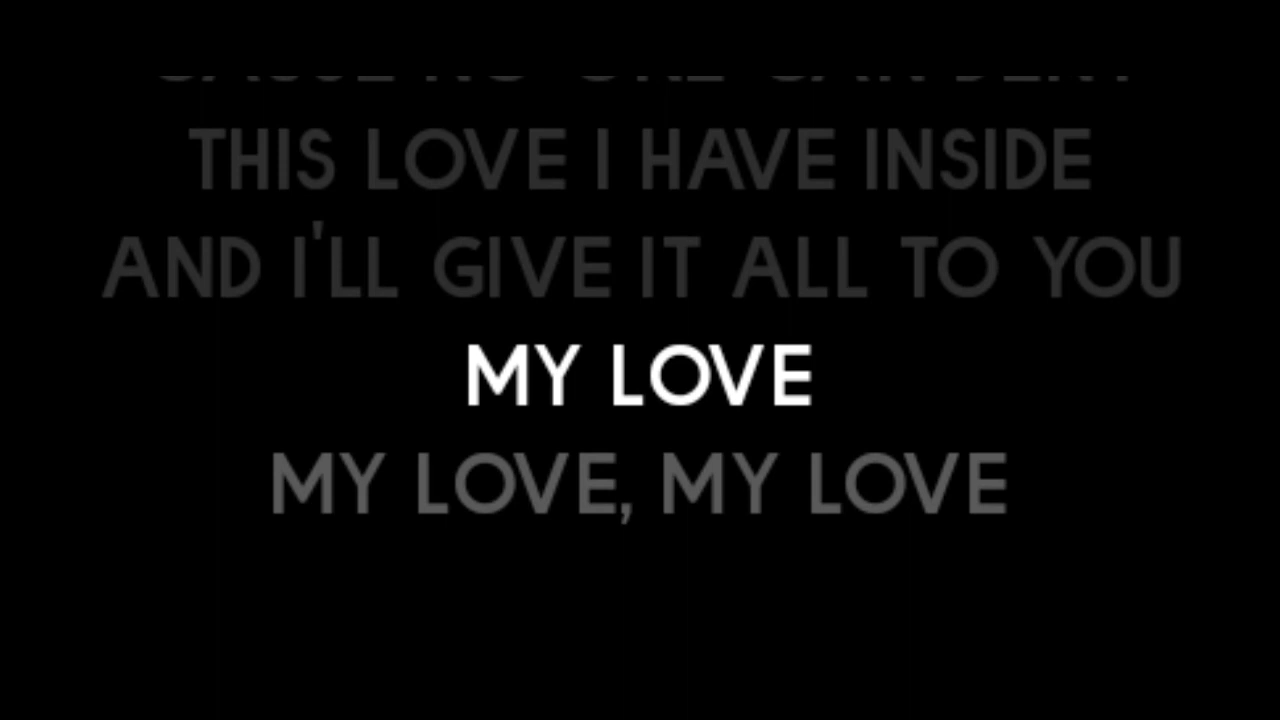 THIS LOVE I HAVE INSIDE
AND I'LL GIVE IT ALL TO YOU
MY LOVE
MY LOVE, MY LOVE